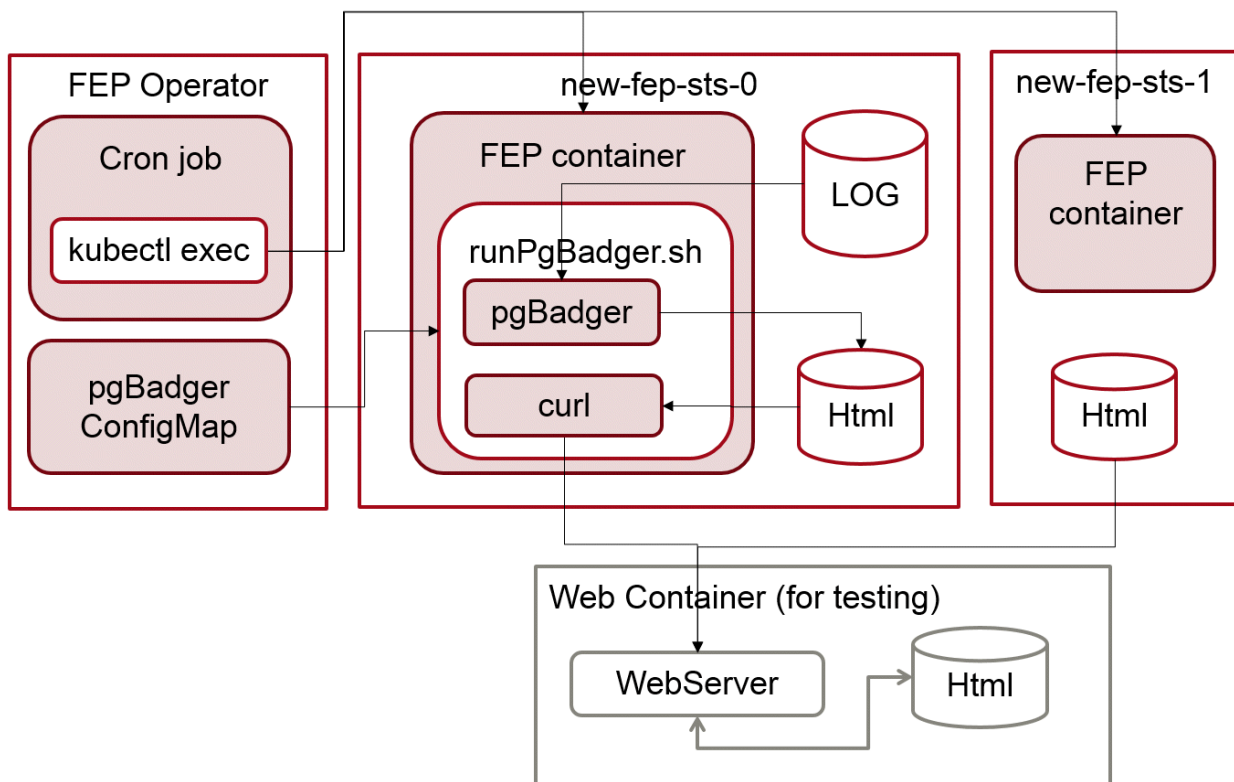 FEP Operator
Cron job
kubectl exec
pgBadger
ConfigMap
new-fep-sts-0
FEP container
LOG
runPgBadger.sh
pgBadger
curl
Html
new-fep-sts-1
FEP
container
Html
Web Container (for testing)
WebServer
Html